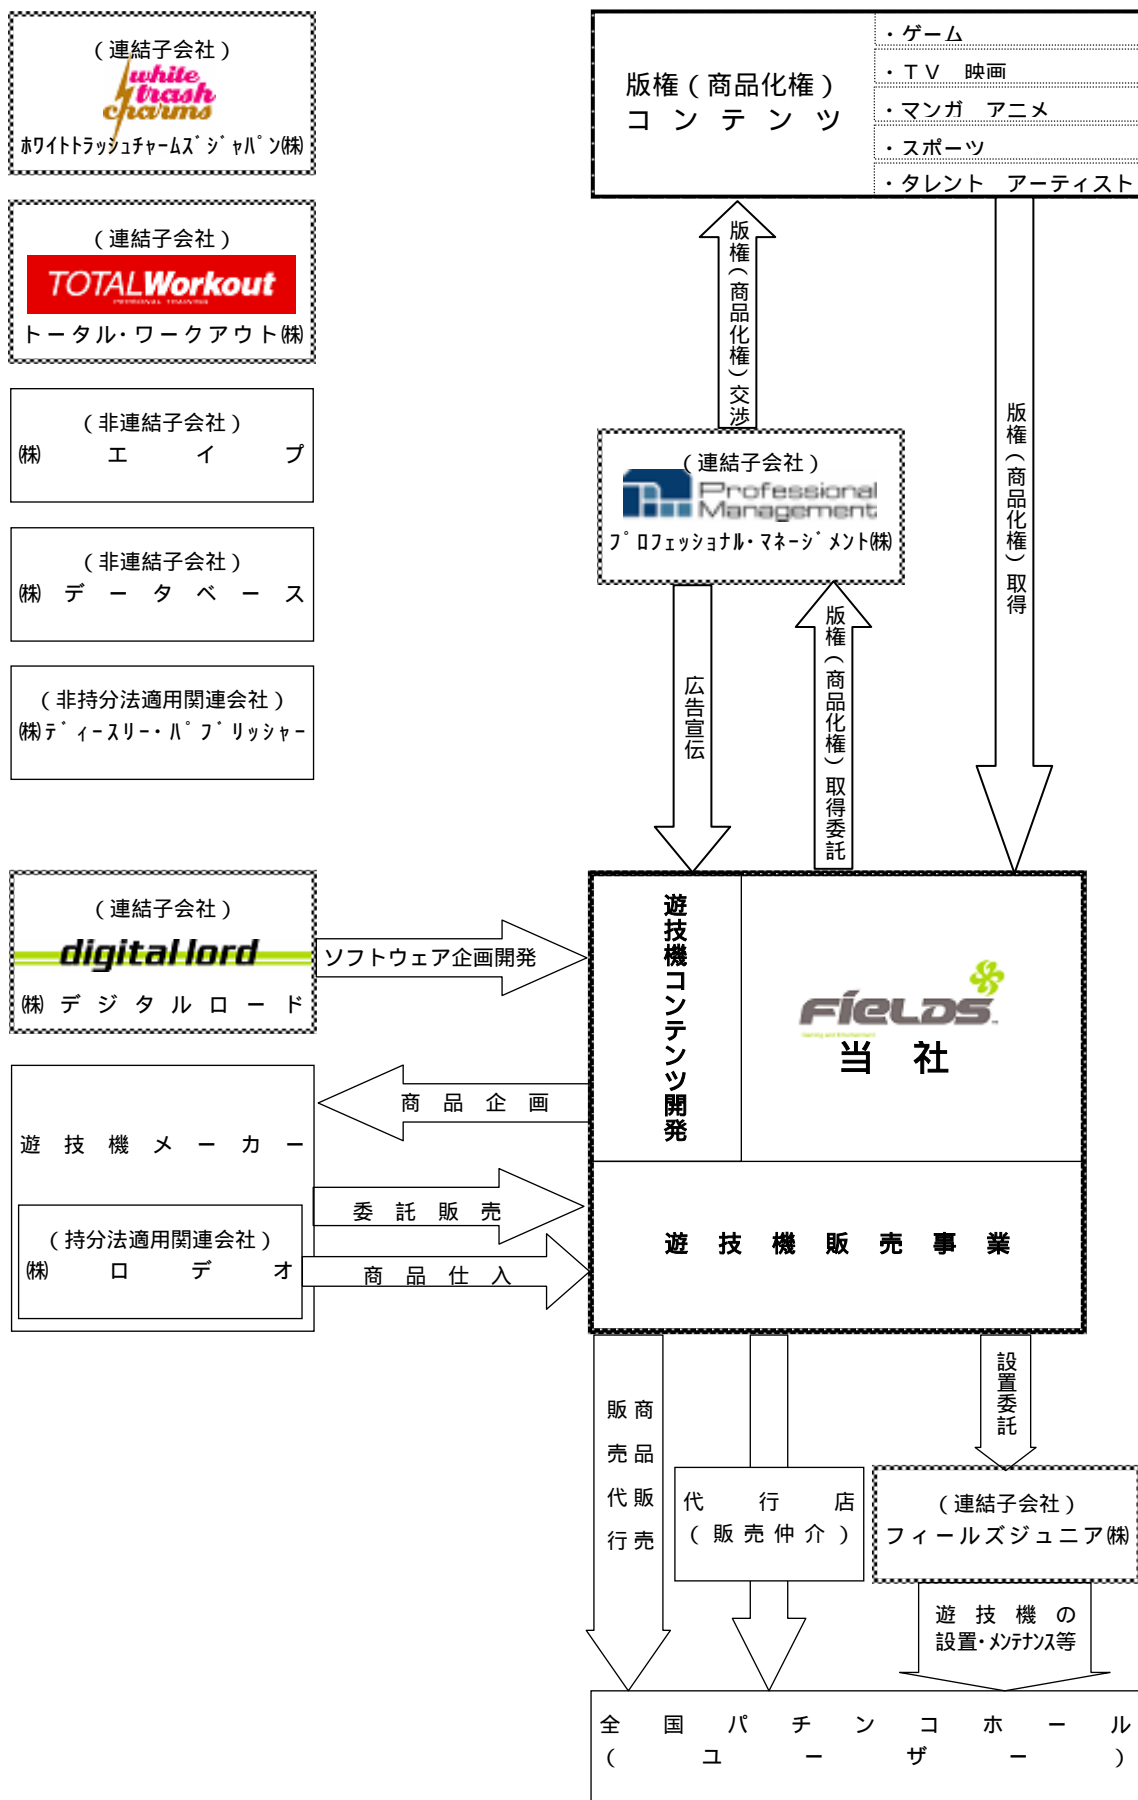 （連結子会社）
white
trash
charms
ﾎﾜｲﾄﾄﾗｯｼｭﾁｬｰﾑｽﾞｼﾞｬﾊﾟﾝ㈱
（連結子会社）
TOTAL Workout
PERSONAL TRAINING
トータル・ワークアウト㈱
（非連結子会社）
㈱エイプ
（非連結子会社）
㈱データベース
（非持分法適用関連会社）
㈱ﾃﾞｨｰｽﾘｰ・ﾊﾟﾌﾞﾘｯｼｬｰ
版権（商品化権）
コンテンツ
・ゲーム
・ＴＶ　映画
・マンガ　アニメ
・スポーツ
・タレント　アーティスト
版権（商品化権）交渉
版権（商品化権）取得
（連結子会社）
Professional
Management
ﾌﾟﾛﾌｪｯｼｮﾅﾙ・ﾏﾈｰｼﾞﾒﾝﾄ㈱
広告宣伝
版権（商品化権）取得委託
（連結子会社）
digital lord
㈱デジタルロード
ソフトウェア企画開発
遊技機コンテンツ開発
FIELDS
当社
商品企画
遊技機メーカー
委託販売
（持分法適用関連会社）
㈱ロデオ
商品仕入
遊技機販売事業
商品販売
販売代行
代行店
（販売仲介）
設置委託
（連結子会社）
フィールズジュニア㈱
遊技機の
設置・ﾒﾝﾃﾅﾝｽ等
全国パチンコホール
（ユーザー）